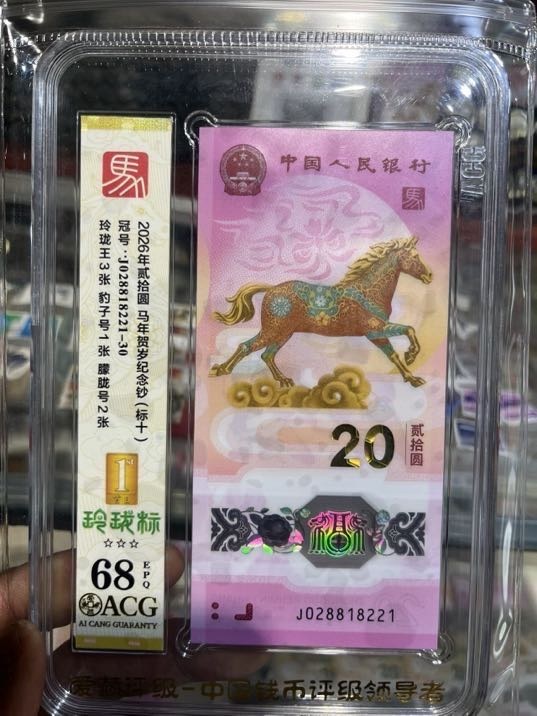 馬
2026年贰拾圆 马年贺岁纪念钞(标十)
冠号:J028818221-30
玲珑王3张 豹子号1张 朦胧号2张
1st
玲珑标
☆☆☆
68 EPQ
ACG
AI CANG GUARANTY
中国人民银行
馬
20
贰拾圆
J028818221
爱藏评级-中国钱币评级领导者